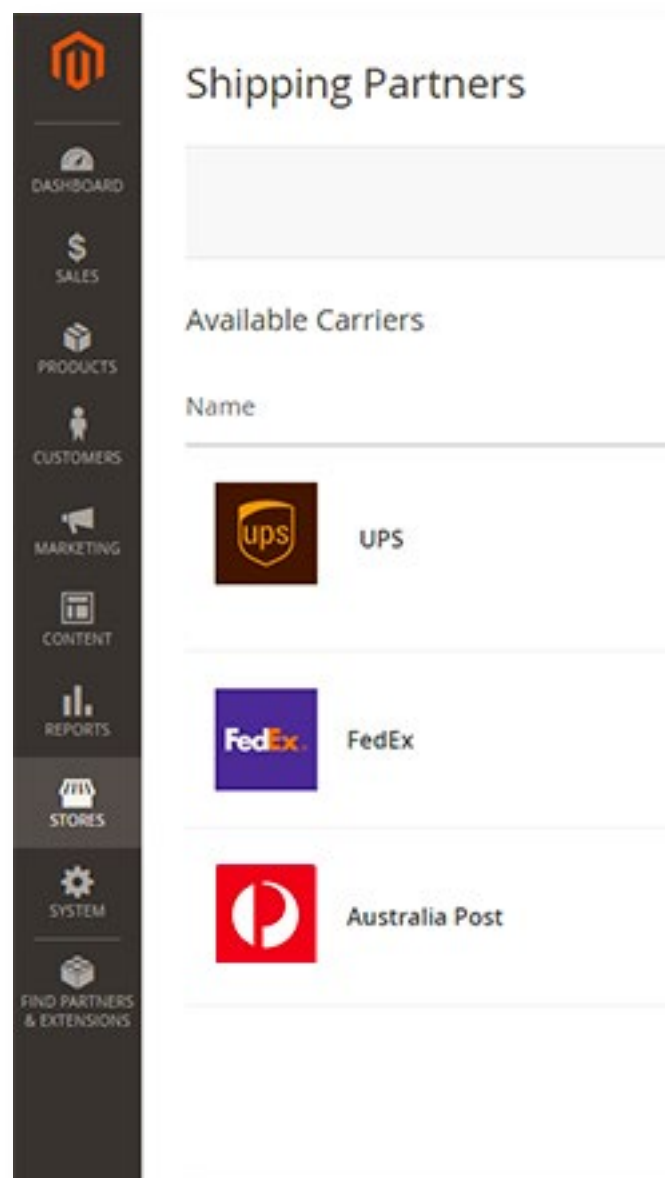 Shipping Partners
DASHBOARD
SALES
PRODUCTS
CUSTOMERS
MARKETING
CONTENT
REPORTS
STORES
SYSTEM
FIND PARTNERS
& EXTENSIONS
Available Carriers
Name
ups
UPS
FedEx.
FedEx
Australia Post